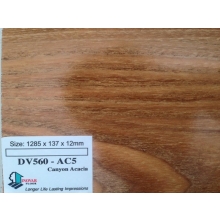 Size: 1285 x 137 x 12mm
DV560 - AC5
Canyon Acacia
Longer Life Lasting Impressions